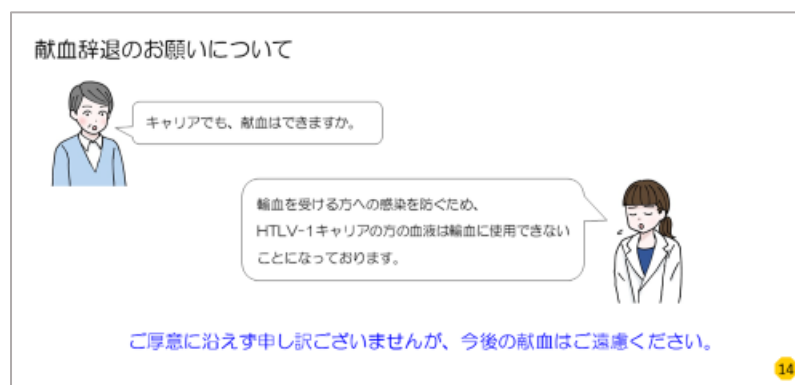 献血辞退のお願いについて
キャリアでも、献血はできますか。
輸血を受ける方への感染を防ぐため、
HTLV-1キャリアの方の血液は輸血に使用できない
ことになっております。
ご厚意に沿えず申し訳ございませんが、今後の献血はご遠慮ください。
14